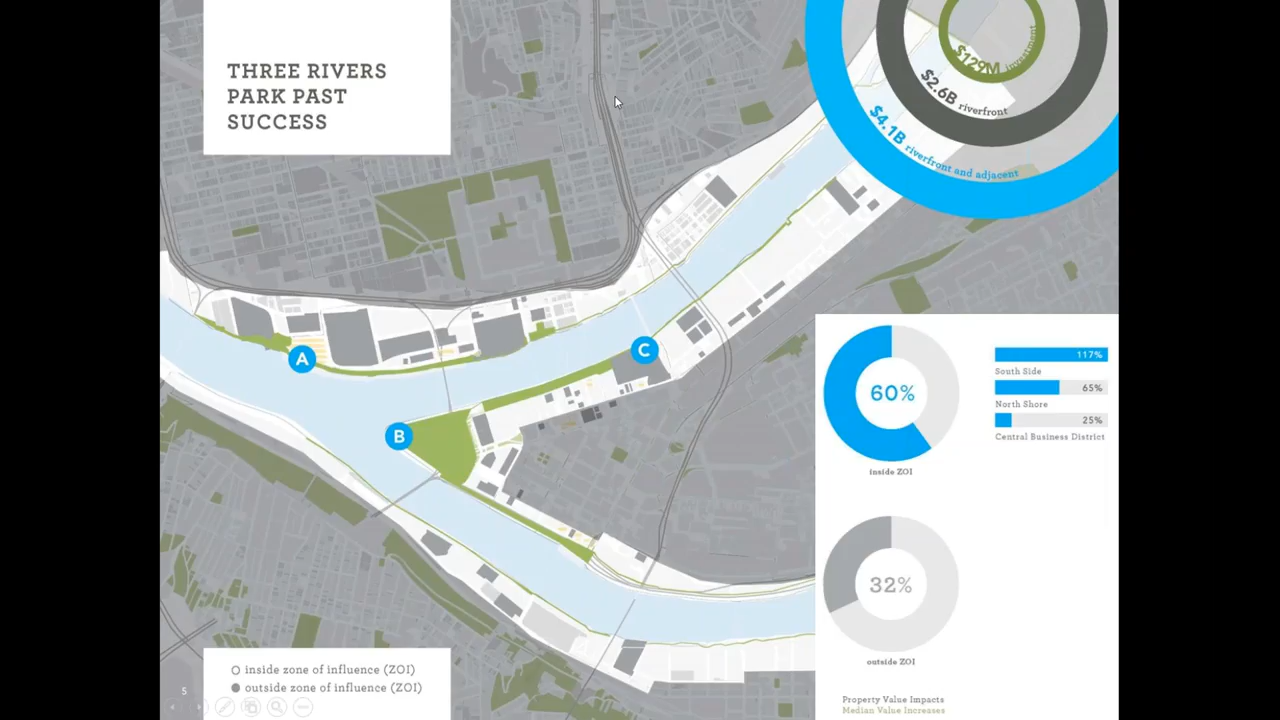 THREE RIVERS
PARK PAST
SUCCESS
$129M investment
$2.6B riverfront
$4.1B riverfront and adjacent
A
B
C
60%
inside ZOI
117%
South Side
65%
North Shore
25%
Central Business District
32%
outside ZOI
Property Value Impacts
Median Value Increases
inside zone of influence (ZOI)
outside zone of influence (ZOI)
5